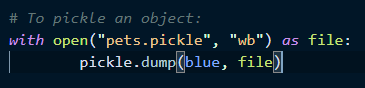 # To pickle an object:
with open("pets.pickle", "wb") as file:
        pickle.dump(blue, file)